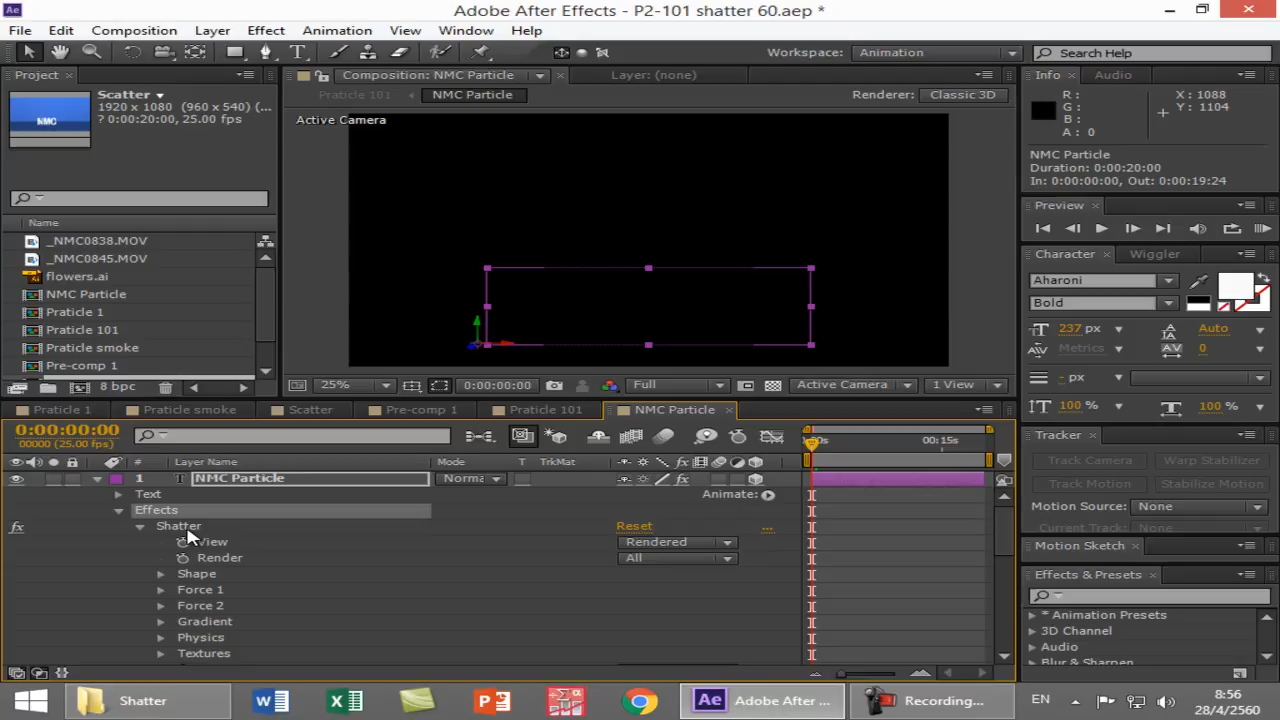 Adobe After Effects - P2-101 shatter 60.aep *
File Edit Composition Layer Effect Animation View Window Help
Workspace: Animation Search Help
Project
Scatter
1920 x 1080 (960 x 540) (...
? 0:00:20:00, 25.00 fps
NMC
Name
_NMC0838.MOV
_NMC0845.MOV
flowers.ai
NMC Particle
Praticle 1
Praticle 101
Praticle smoke
Pre-comp 1
8 bpc
Composition: NMC Particle Layer: (none)
Praticle 101 NMC Particle Renderer: Classic 3D
Active Camera
25% 0:00:00:00 Full Active Camera 1 View
Info Audio
R: X: 1088
G: Y: 1104
B:
A: 0
NMC Particle
Duration: 0:00:20:00
In: 0:00:00:00, Out: 0:00:19:24
Preview
Character Wiggler
Aharoni
Bold
237 px Auto
Metrics 0
- px
100 % 100 %
Tracker
Track Camera Warp Stabilizer
Track Motion Stabilize Motion
Motion Source: None
Current Track: None
Motion Sketch
Effects & Presets
* Animation Presets
3D Channel
Audio
Blur & Sharpen
Praticle 1 Praticle smoke Scatter Pre-comp 1 Praticle 101 NMC Particle
0:00:00:00
00000 (25.00 fps)
:00s 00:15s
# Layer Name Mode T TrkMat fx
1 T NMC Particle Norma fx
Text Animate:
Effects
fx Shatter Reset ...
View Rendered
Render All
Shape
Force 1
Force 2
Gradient
Physics
Textures
Shatter Adobe After ... Recording... EN 8:56
28/4/2560